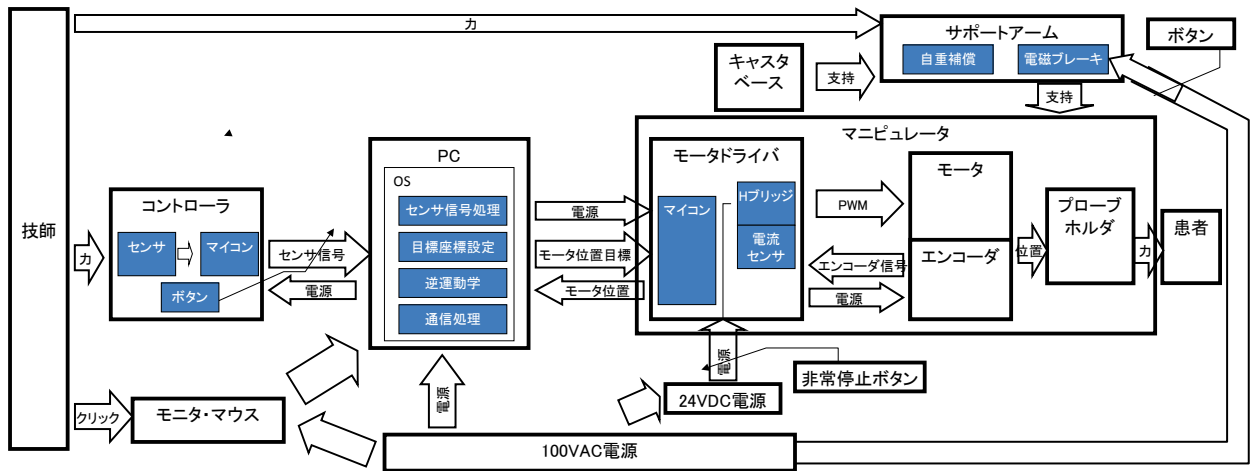 力
サポートアーム
自重補償
電磁ブレーキ
ボタン
キャスタ
ベース
支持
支持
マニピュレータ
技師
力
コントローラ
センサ
マイコン
ボタン
センサ信号
電源
PC
OS
センサ信号処理
目標座標設定
逆運動学
通信処理
電源
モータ位置目標
モータ位置
モータドライバ
マイコン
Hブリッジ
電流
センサ
PWM
エンコーダ信号
電源
モータ
エンコーダ
位置
プローブ
ホルダ
力
患者
電源
非常停止ボタン
24VDC電源
電源
クリック
モニタ・マウス
100VAC電源